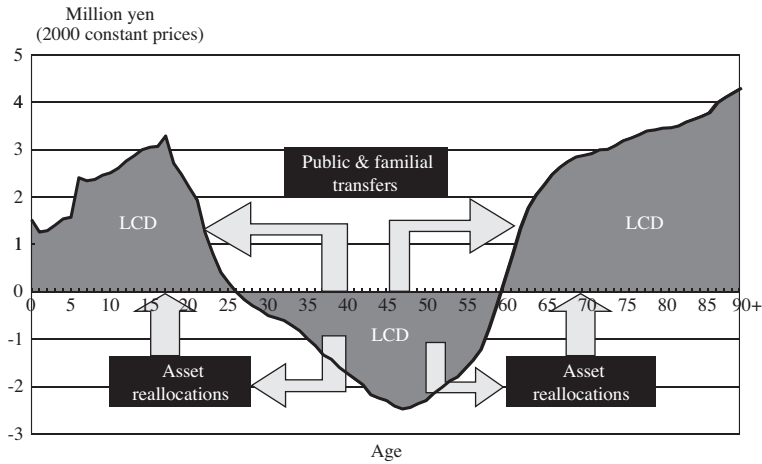 Million yen
(2000 constant prices)
5
4
3
2
1
0
-1
-2
-3
Public & familial
transfers
LCD
LCD
LCD
0 5 10 15 20 25 30 35 40 45 50 55 60 65 70 75 80 85 90+
Asset
reallocations
Asset
reallocations
Age